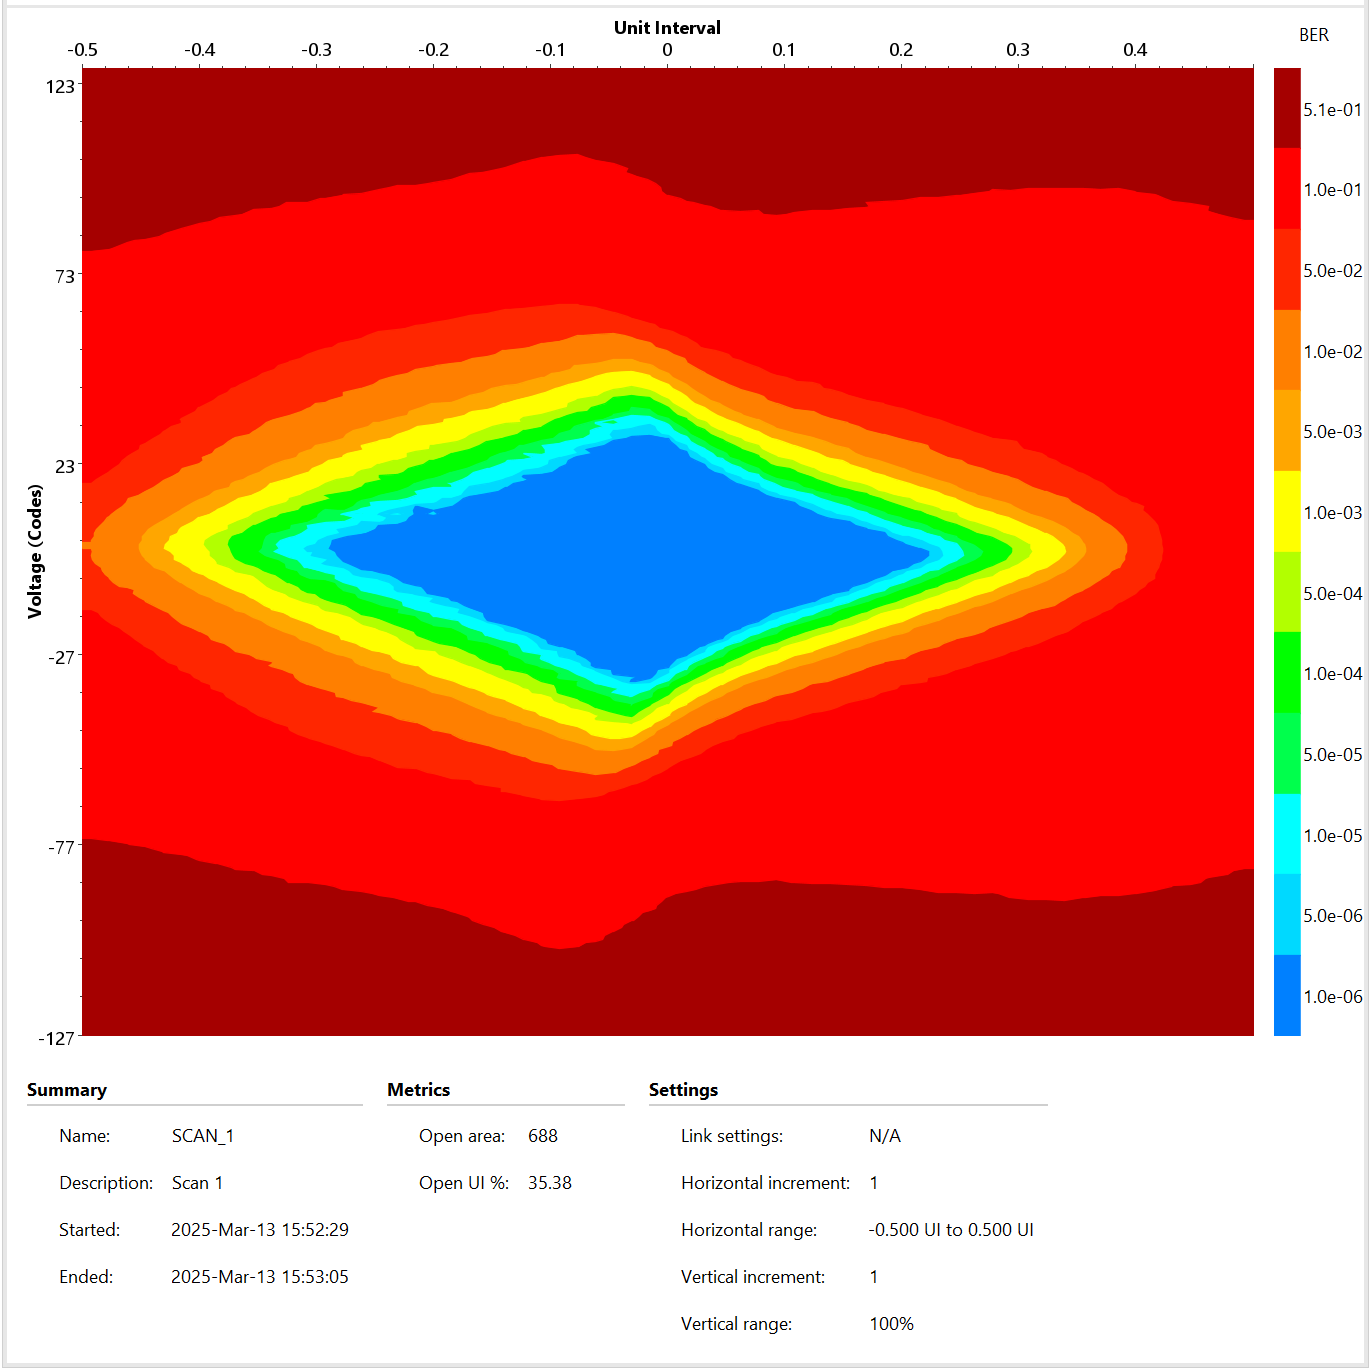 Unit Interval
-0.5 -0.4 -0.3 -0.2 -0.1 0 0.1 0.2 0.3 0.4
BER
123
73
23
-27
-77
-127
Voltage (Codes)
5.1e-01
1.0e-01
5.0e-02
1.0e-02
5.0e-03
1.0e-03
5.0e-04
1.0e-04
5.0e-05
1.0e-05
5.0e-06
1.0e-06
Summary
Name: SCAN_1
Description: Scan 1
Started: 2025-Mar-13 15:52:29
Ended: 2025-Mar-13 15:53:05
Metrics
Open area: 688
Open UI %: 35.38
Settings
Link settings: N/A
Horizontal increment: 1
Horizontal range: -0.500 UI to 0.500 UI
Vertical increment: 1
Vertical range: 100%